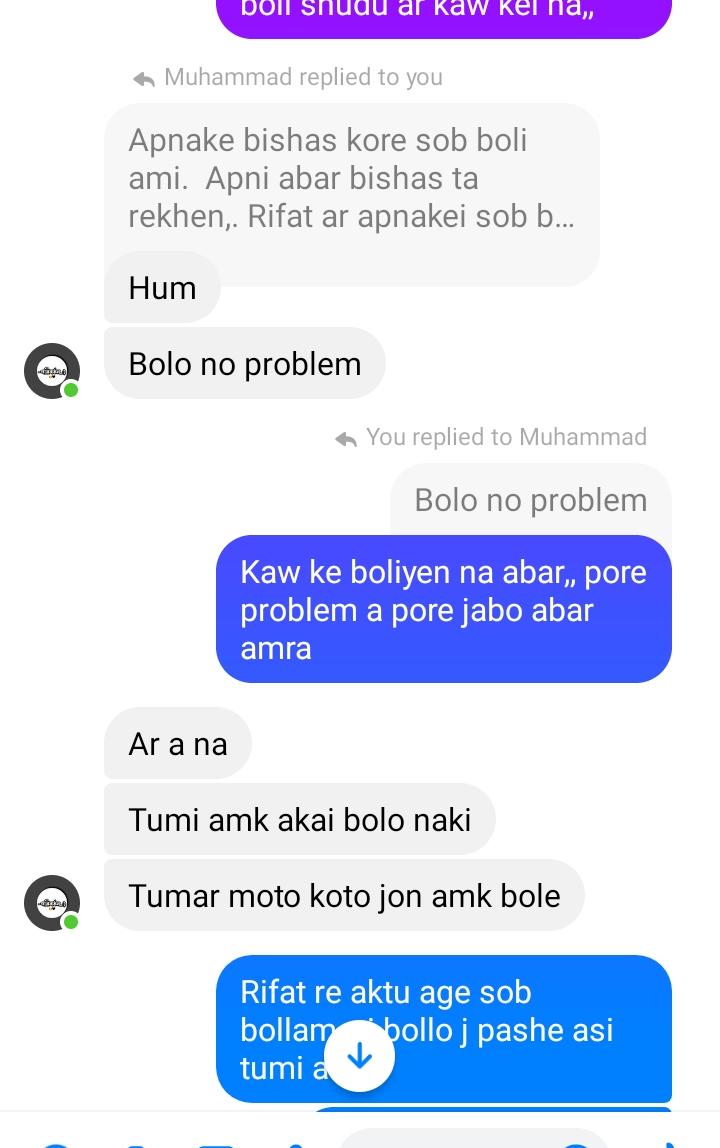 boli shudu ar kaw kei na,,
Muhammad replied to you
Apnake bishas kore sob boli
ami.  Apni abar bishas ta
rekhen,. Rifat ar apnakei sob b...
Hum
Bolo no problem
You replied to Muhammad
Bolo no problem
Kaw ke boliyen na abar,, pore
problem a pore jabo abar
amra
Ar a na
Tumi amk akai bolo naki
Tumar moto koto jon amk bole
Rifat re aktu age sob
bollam bollo j pashe asi
tumi